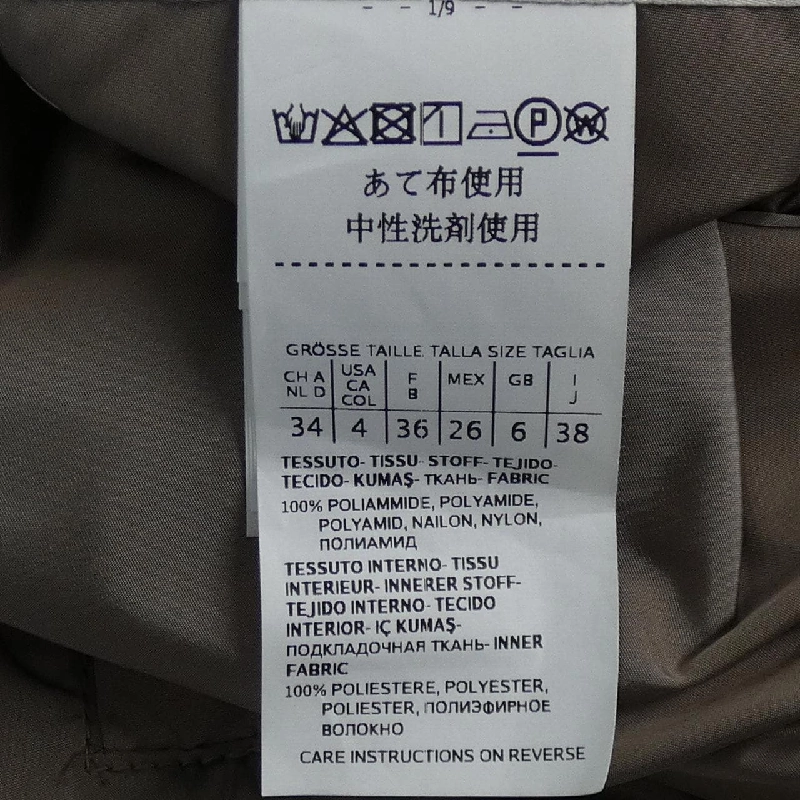 - - 1/9 - -
P W
あて布使用
中性洗剤使用
GRÖSSE TAILLE TALLA SIZE TAGLIA
CH A NL D USA CA COL F B MEX GB I J
34 4 36 26 6 38
TESSUTO- TISSU- STOFF- TEJIDO-
TECIDO- KUMAŞ- ТКАНЬ- FABRIC
100% POLIAMMIDE, POLYAMIDE,
POLYAMID, NAILON, NYLON,
ПОЛИАМИД
TESSUTO INTERNO- TISSU
INTERIEUR- INNERER STOFF-
TEJIDO INTERNO- TECIDO
INTERIOR- IÇ KUMAŞ-
ПОДКЛАДОЧНАЯ ТКАНЬ- INNER
FABRIC
100% POLIESTERE, POLYESTER,
POLIESTER, ПОЛИЭФИРНОЕ
ВОЛОКНО
CARE INSTRUCTIONS ON REVERSE